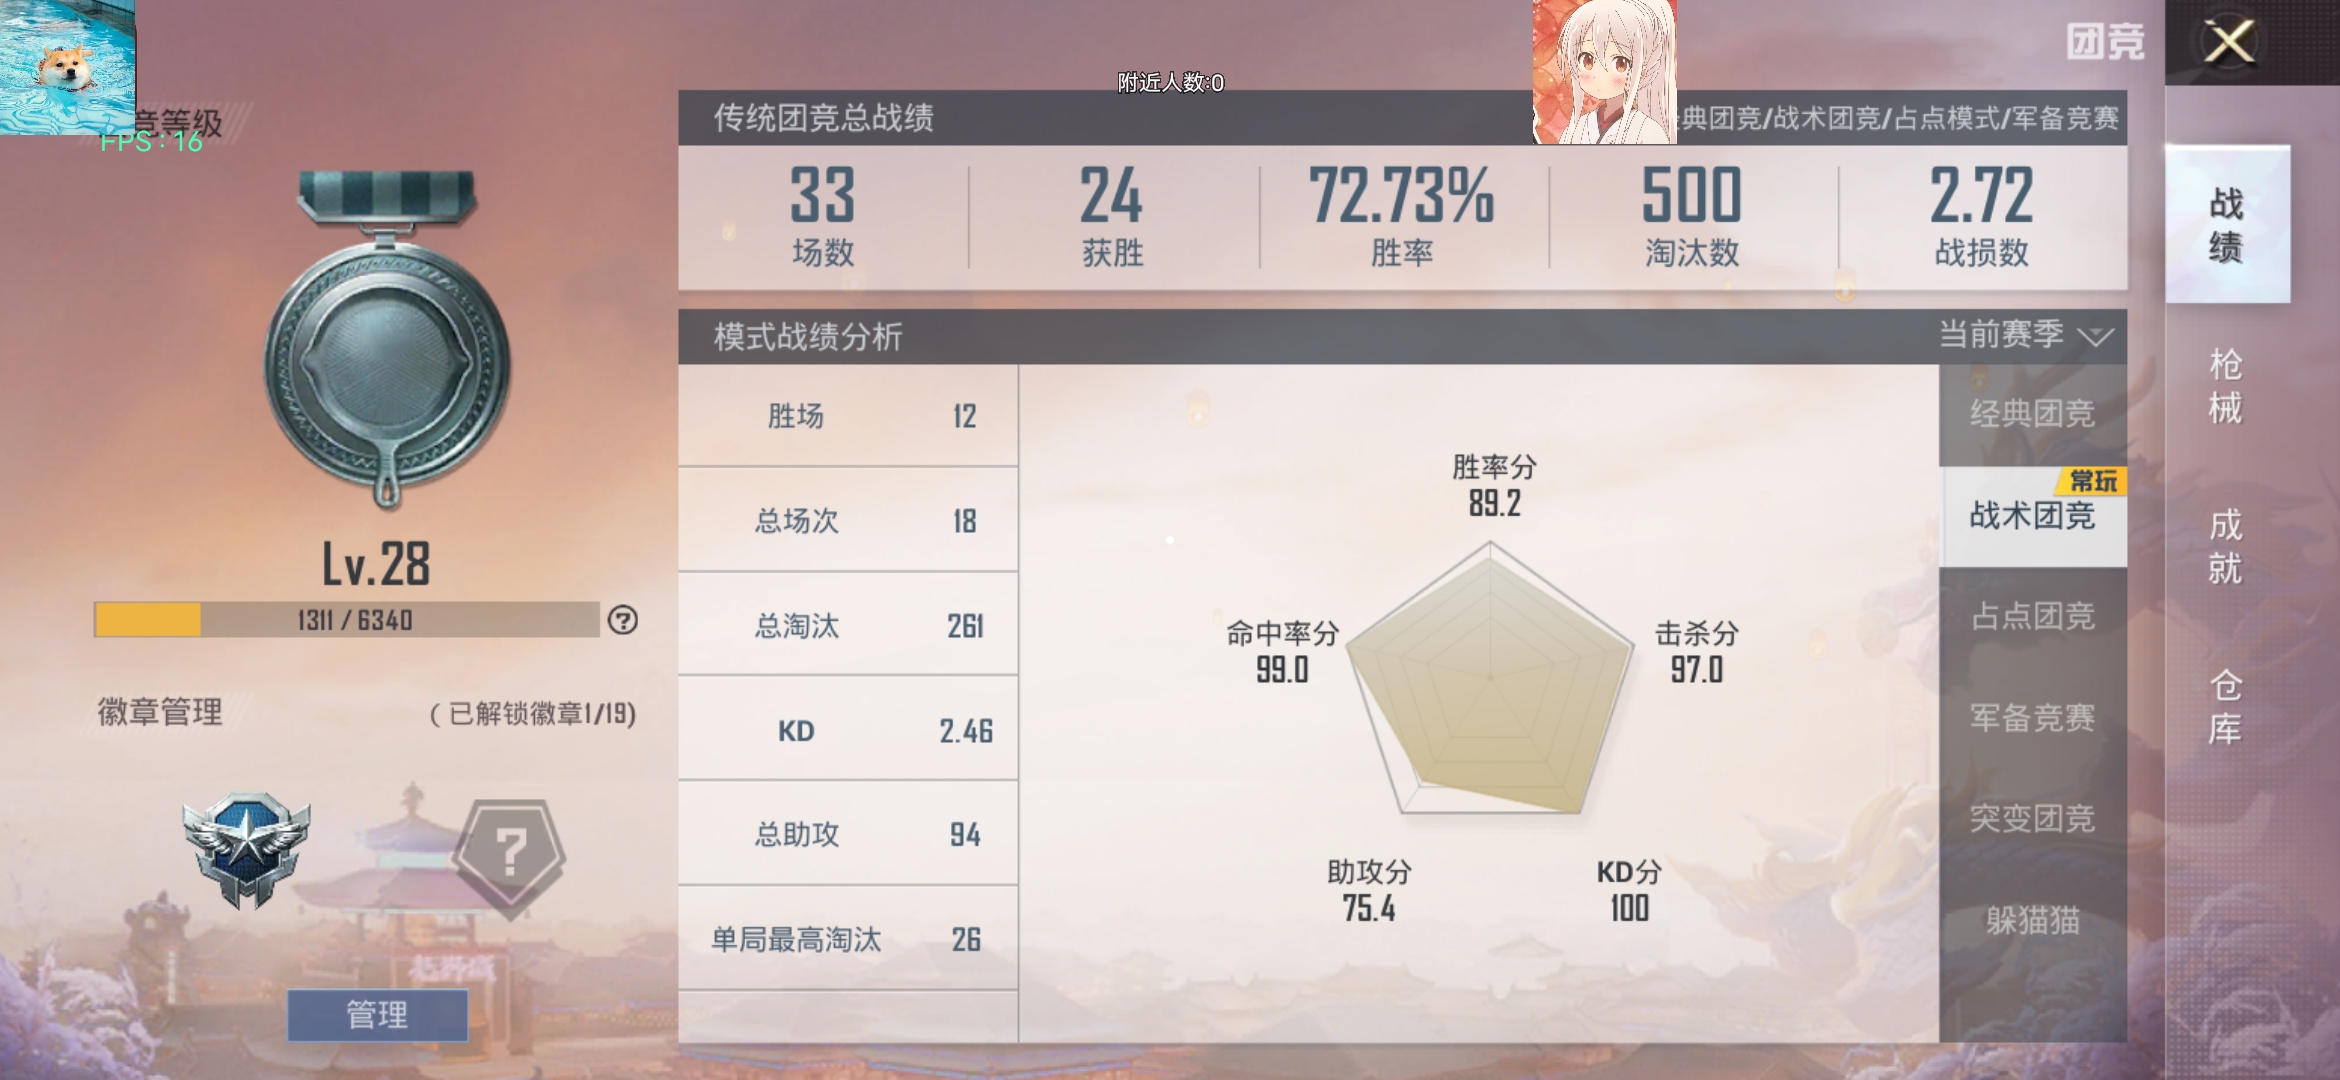 团竞
附近人数:0
竞等级
FPS : 16
传统团竞总战绩
典团竞/战术团竞/占点模式/军备竞赛
33
24
72.73%
500
2.72
场数
获胜
胜率
淘汰数
战损数
模式战绩分析
当前赛季
胜场 12
总场次 18
总淘汰 261
KD 2.46
总助攻 94
单局最高淘汰 26
胜率分
89.2
命中率分
99.0
击杀分
97.0
助攻分
75.4
KD分
100
经典团竞
常玩
战术团竞
占点团竞
军备竞赛
突变团竞
躲猫猫
Lv.28
1311 / 6340
?
徽章管理
( 已解锁徽章1/19)
?
管理
战绩
枪械
成就
仓库